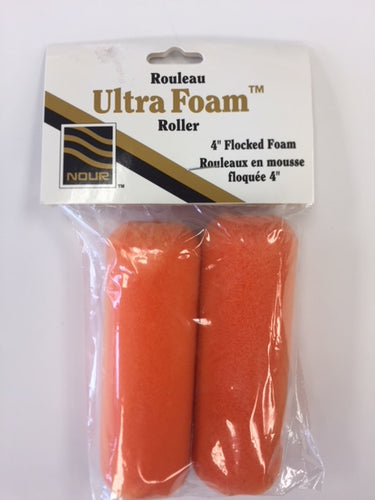 Rouleau
Ultra Foam™
Roller
4" Flocked Foam
Rouleaux en mousse
floquée 4"
NOUR™